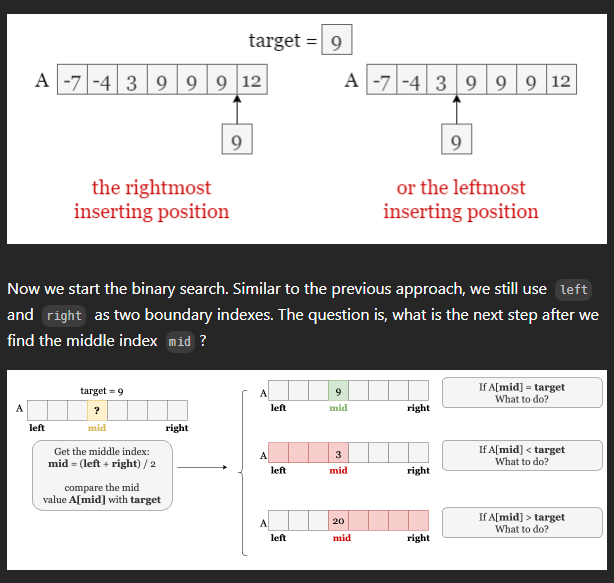 target = 9
A -7 -4 3 9 9 9 12
A -7 -4 3 9 9 9 12
9
9
the rightmost
inserting position
or the leftmost
inserting position
Now we start the binary search. Similar to the previous approach, we still use left
and right as two boundary indexes. The question is, what is the next step after we
find the middle index mid ?
target = 9
A ?
left mid right
Get the middle index:
mid = (left + right) / 2
compare the mid
value A[mid] with target
A 9
left mid right
If A[mid] = target
What to do?
A 3
left mid right
If A[mid] < target
What to do?
A 20
left mid right
If A[mid] > target
What to do?